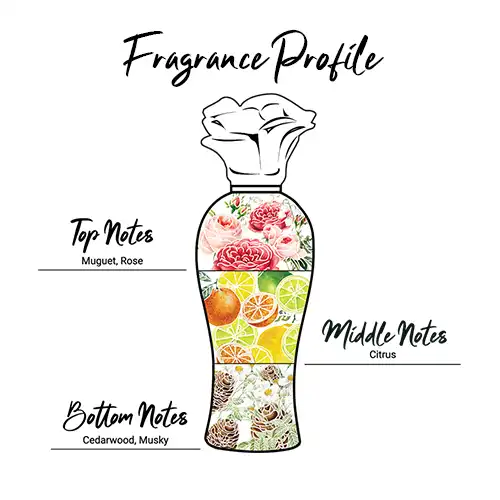 Fragrance Profile
Top Notes
Muguet, Rose
Middle Notes
Citrus
Bottom Notes
Cedarwood, Musky